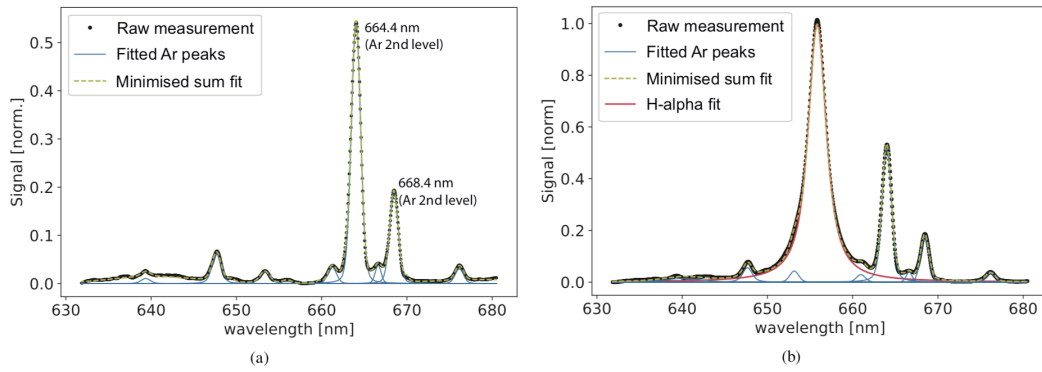 Raw measurement
Fitted Ar peaks
Minimised sum fit
664.4 nm
(Ar 2nd level)
668.4 nm
(Ar 2nd level)
Signal [norm.]
0.5
0.4
0.3
0.2
0.1
0.0
630
640
650
660
670
680
wavelength [nm]
(a)
Raw measurement
Fitted Ar peaks
Minimised sum fit
H-alpha fit
Signal [norm]
1.0
0.8
0.6
0.4
0.2
0.0
630
640
650
660
670
680
wavelength [nm]
(b)